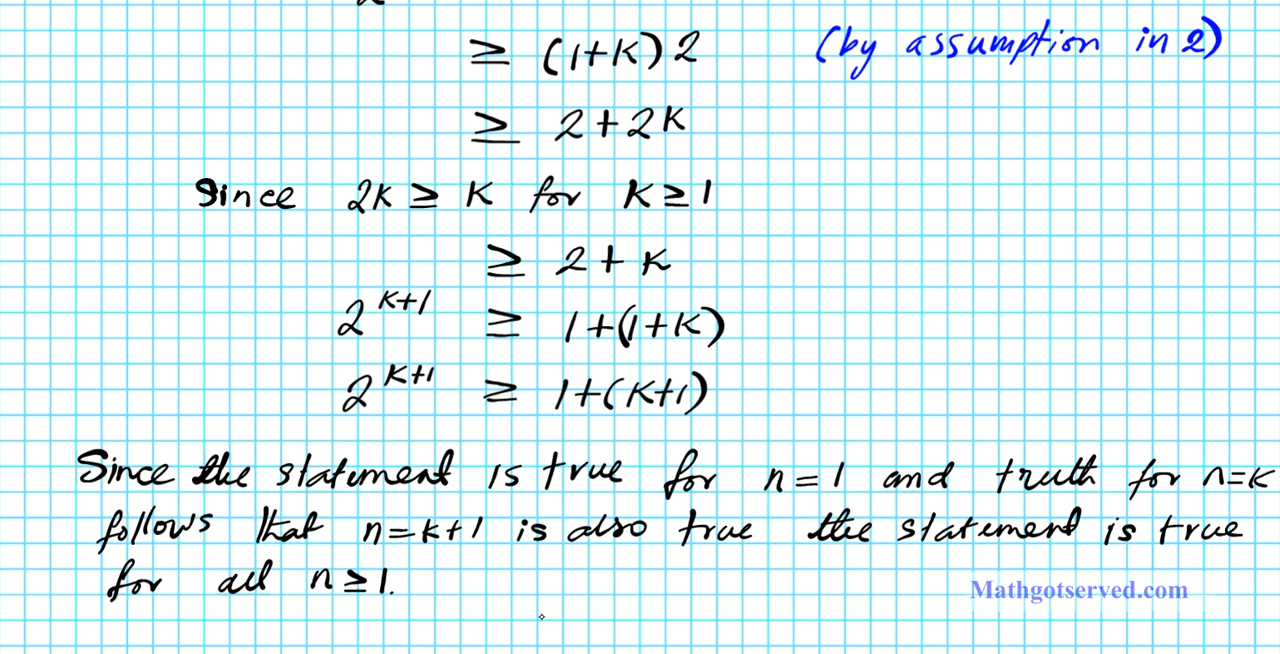 ≥ (1+K)2 (by assumption in 2)
≥ 2+2K
Since 2K ≥ K for K ≥ 1
≥ 2+K
2^{K+1} ≥ 1+(1+K)
2^{K+1} ≥ 1+(K+1)
Since the statement is true for n=1 and truth for n=k
follows that n=k+1 is also true the statement is true
for all n ≥ 1.
Mathgotserved.com